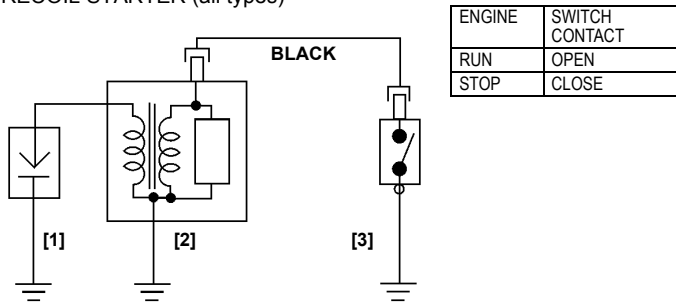 RECOIL STARTER (all types)
BLACK
ENGINE SWITCH CONTACT
RUN OPEN
STOP CLOSE
[1] [2] [3]